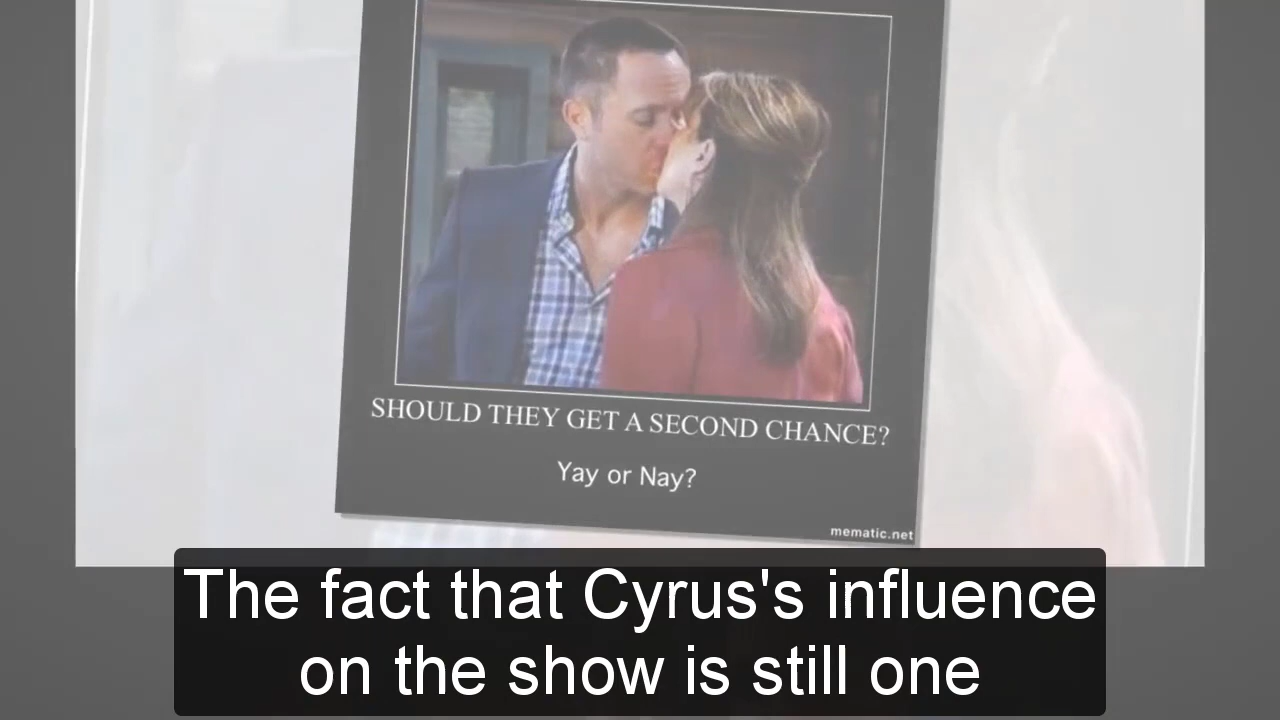 SHOULD THEY GET A SECOND CHANCE?
Yay or Nay?
mematic.net
The fact that Cyrus's influence
on the show is still one